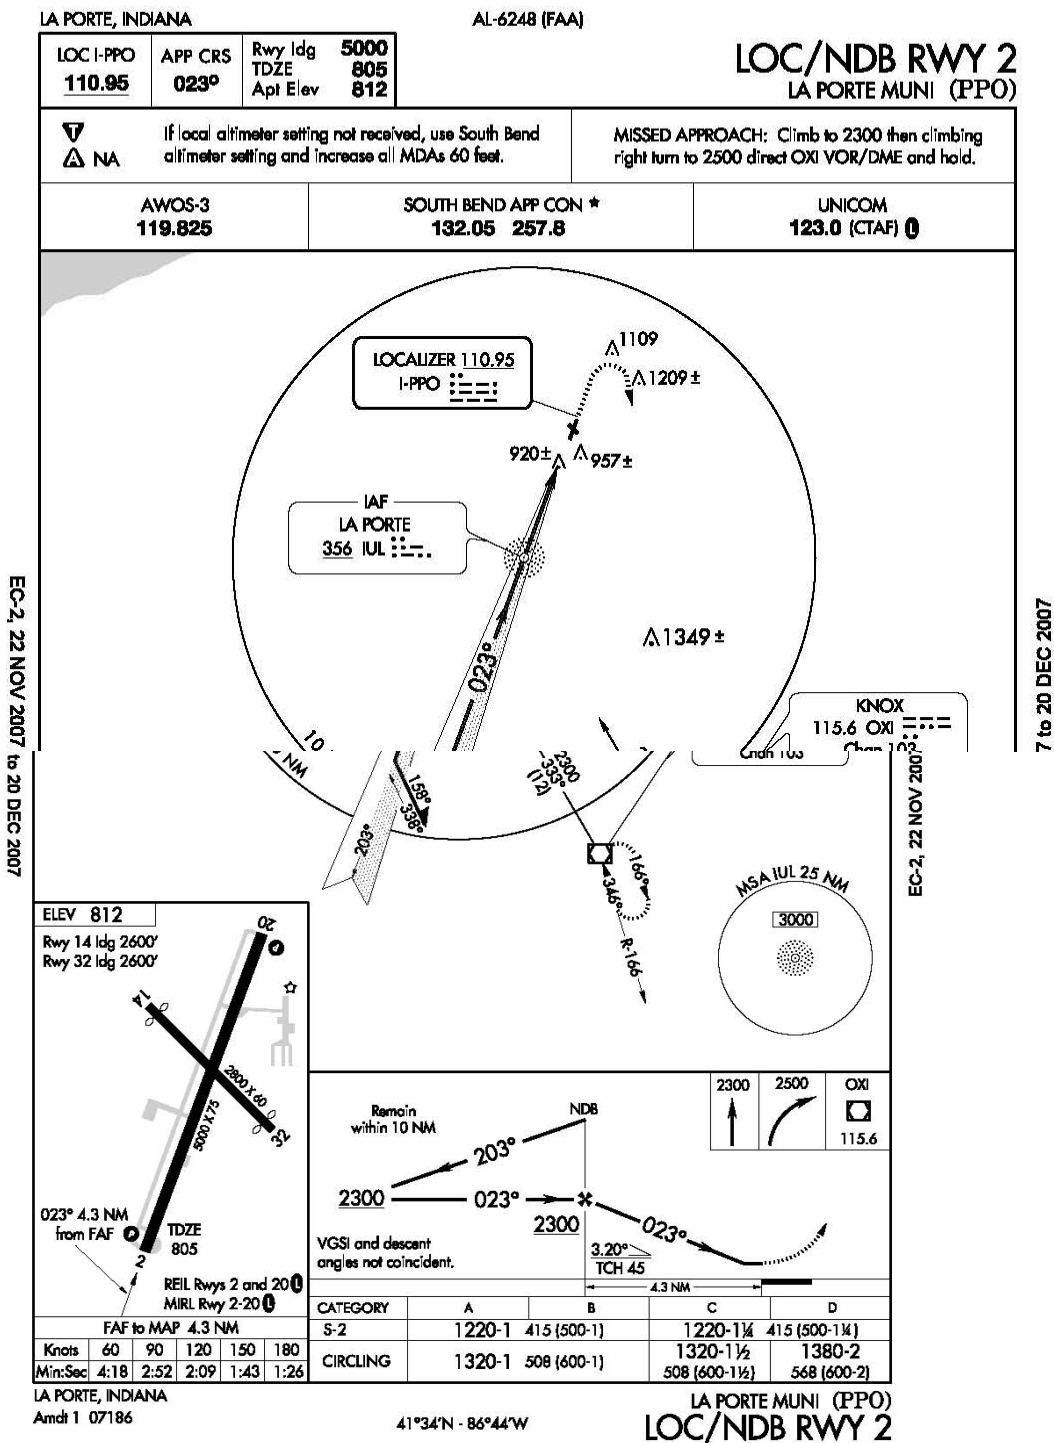 LA PORTE, INDIANA
AL-6248 (FAA)
LOC I-PPO
110.95
APP CRS
023°
Rwy ldg 5000
TDZE 805
Apt Elev 812
LOC/NDB RWY 2
LA PORTE MUNI (PPO)
T
A NA
If local altimeter setting not received, use South Bend
altimeter setting and increase all MDAs 60 feet.
MISSED APPROACH: Climb to 2300 then climbing
right turn to 2500 direct OXI VOR/DME and hold.
AWOS-3
119.825
SOUTH BEND APP CON ★
132.05 257.8
UNICOM
123.0 (CTAF) L
1109
LOCALIZER 110.95
I-PPO
1209±
920±
957±
IAF
LA PORTE
356 IUL
1349±
023°
KNOX
115.6 OXI
Chan 103
10
EC-2, 22 NOV 2007 to 20 DEC 2007
7 to 20 DEC 2007
NM
Chan 103
2300
333°
(12)
158°
338°
203°
166°
346°
R-166
EC-2, 22 NOV 2007
MSA IUL 25 NM
3000
ELEV 812
Rwy 14 ldg 2600'
Rwy 32 ldg 2600'
20
14
2800 X 60
5000 X 75
32
023° 4.3 NM
from FAF
P
TDZE
805
2
REIL Rwys 2 and 20 L
MIRL Rwy 2-20 L
FAF to MAP 4.3 NM
Knots 60 90 120 150 180
Min:Sec 4:18 2:52 2:09 1:43 1:26
Remain
within 10 NM
NDB
2300
2500
OXI
115.6
203°
2300
023°
2300
023°
VGSI and descent
angles not coincident.
3.20°
TCH 45
4.3 NM
CATEGORY A B C D
S-2 1220-1 415 (500-1) 1220-1¼ 415 (500-1¼)
CIRCLING 1320-1 508 (600-1) 1320-1½ 508 (600-1½) 1380-2 568 (600-2)
LA PORTE, INDIANA
Amdt 1 07186
41°34'N - 86°44'W
LA PORTE MUNI (PPO)
LOC/NDB RWY 2